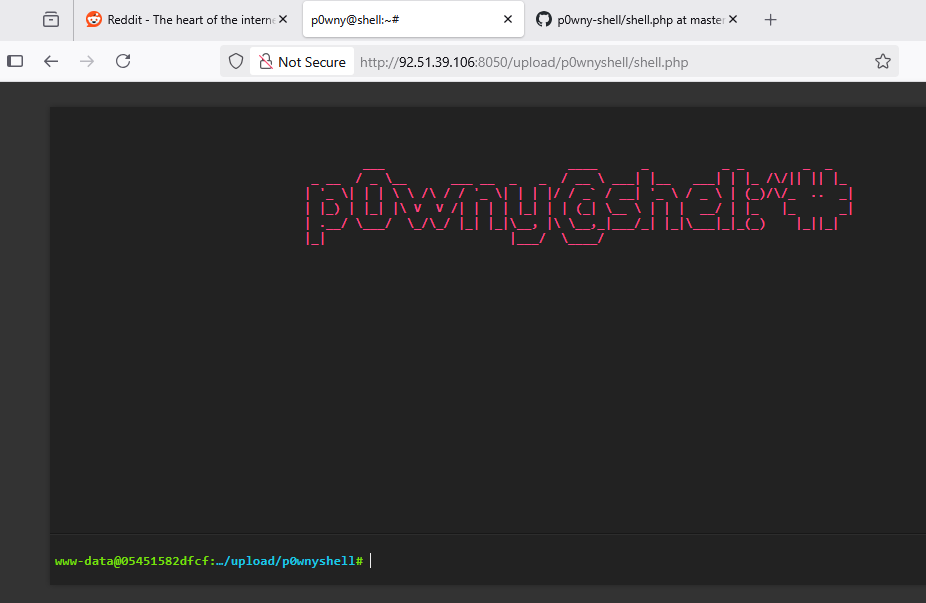 Reddit - The heart of the interne
p0wny@shell:~#
p0wny-shell/shell.php at master
Not Secure
http://92.51.39.106:8050/upload/p0wnyshell/shell.php
p0wny@shell:~#
www-data@05451582dfcf:…/upload/p0wnyshell#